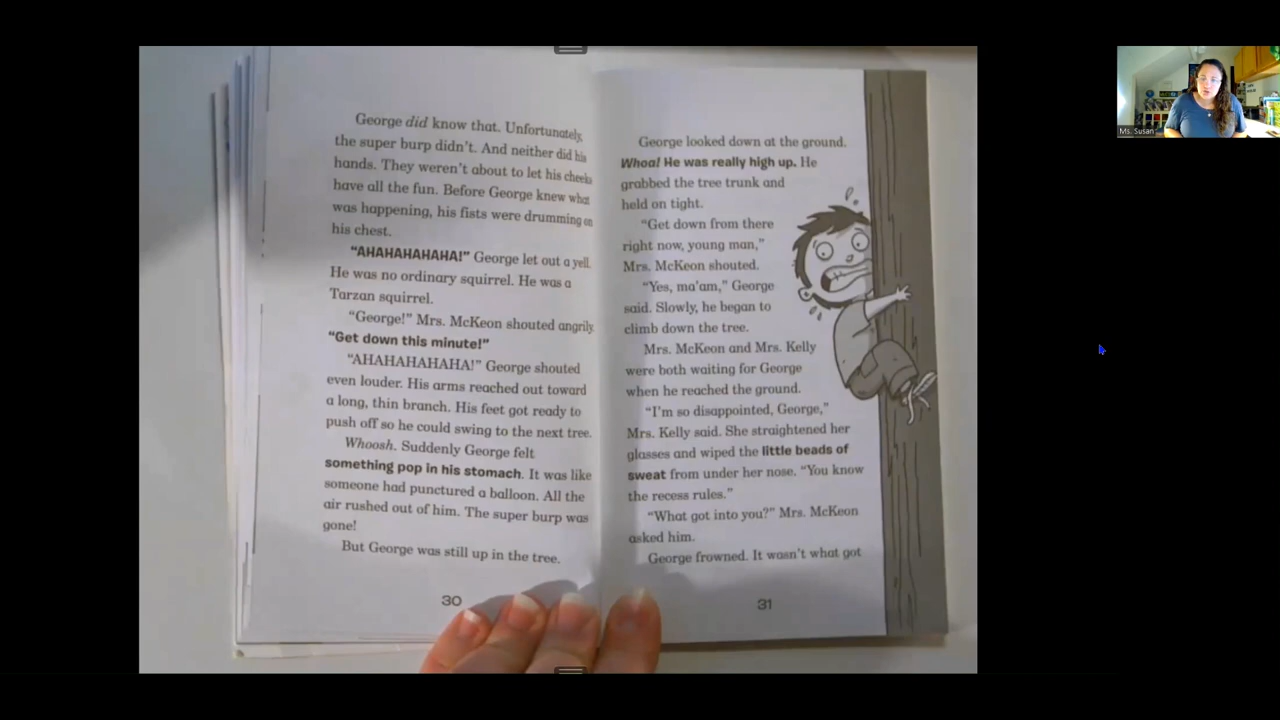 George did know that. Unfortunately,
the super burp didn't. And neither did his
hands. They weren't about to let his cheeks
have all the fun. Before George knew what
was happening, his fists were drumming on
his chest.
"AHAHAHAHAHA!" George let out a yell.
He was no ordinary squirrel. He was a
Tarzan squirrel.
"George!" Mrs. McKeon shouted angrily.
"Get down this minute!"
"AHAHAHAHAHA!" George shouted
even louder. His arms reached out toward
a long, thin branch. His feet got ready to
push off so he could swing to the next tree.
Whoosh. Suddenly George felt
something pop in his stomach. It was like
someone had punctured a balloon. All the
air rushed out of him. The super burp was
gone!
But George was still up in the tree.
30
George looked down at the ground.
Whoa! He was really high up. He
grabbed the tree trunk and
held on tight.
"Get down from there
right now, young man,"
Mrs. McKeon shouted.
"Yes, ma'am," George
said. Slowly, he began to
climb down the tree.
Mrs. McKeon and Mrs. Kelly
were both waiting for George
when he reached the ground.
"I'm so disappointed, George,"
Mrs. Kelly said. She straightened her
glasses and wiped the little beads of
sweat from under her nose. "You know
the recess rules."
"What got into you?" Mrs. McKeon
asked him.
George frowned. It wasn't what got
31
Ms. Susan